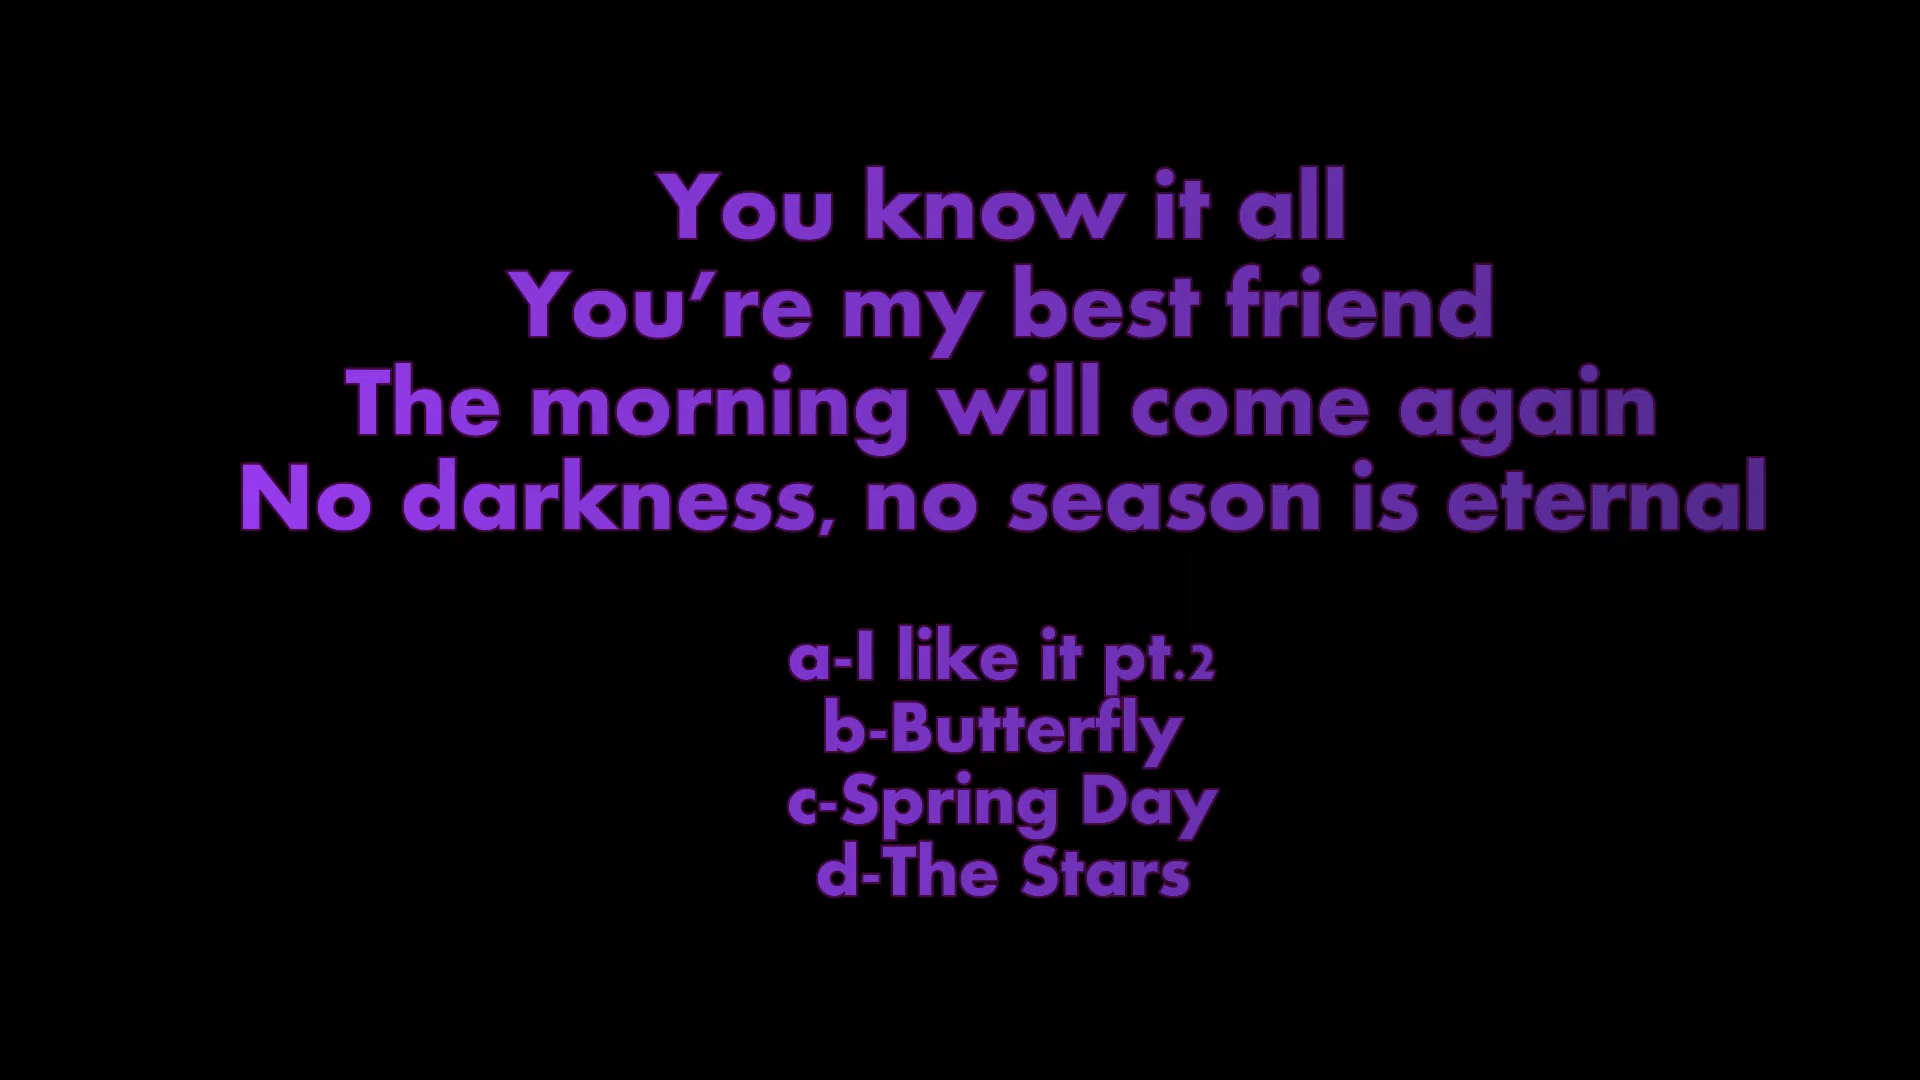 You know it all
You’re my best friend
The morning will come again
No darkness, no season is eternal
a-I like it pt.2
b-Butterfly
c-Spring Day
d-The Stars